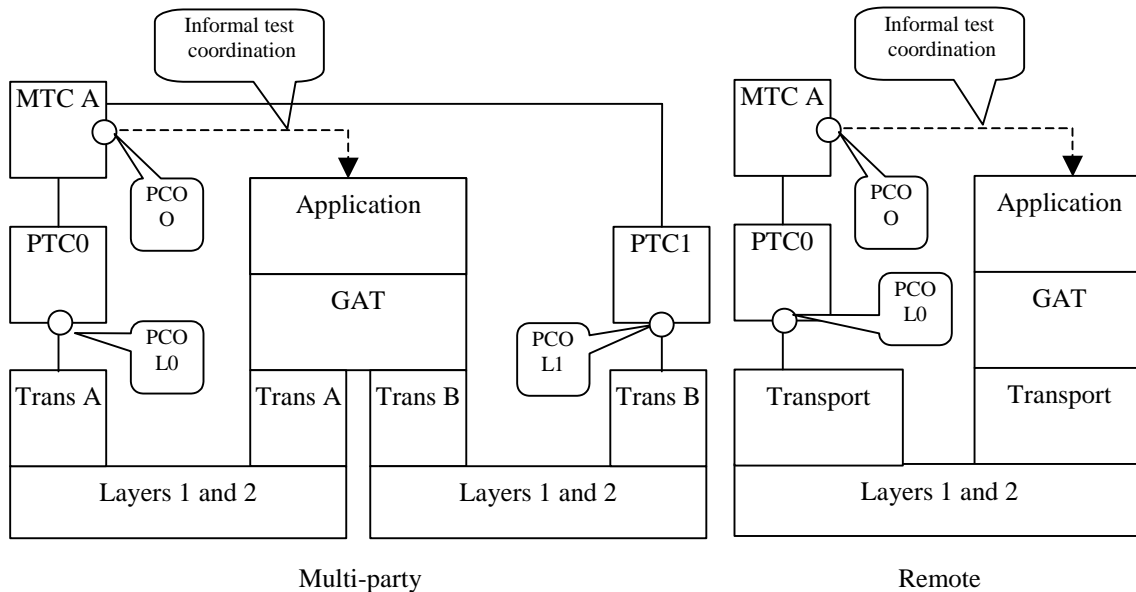 Informal test
coordination
MTC A
PCO
O
Application
PTC0
PTC1
GAT
PCO
L0
PCO
L1
Trans A
Trans A
Trans B
Trans B
Layers 1 and 2
Layers 1 and 2
Multi-party
Informal test
coordination
MTC A
PCO
O
Application
PTC0
PCO
L0
GAT
Transport
Transport
Layers 1 and 2
Remote